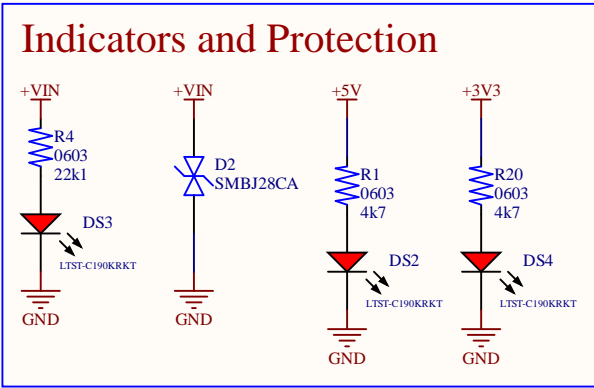 Indicators and Protection
+VIN
R4
0603
22k1
DS3
LTST-C190KRKT
GND
+VIN
D2
SMBJ28CA
GND
+5V
R1
0603
4k7
DS2
LTST-C190KRKT
GND
+3V3
R20
0603
4k7
DS4
LTST-C190KRKT
GND